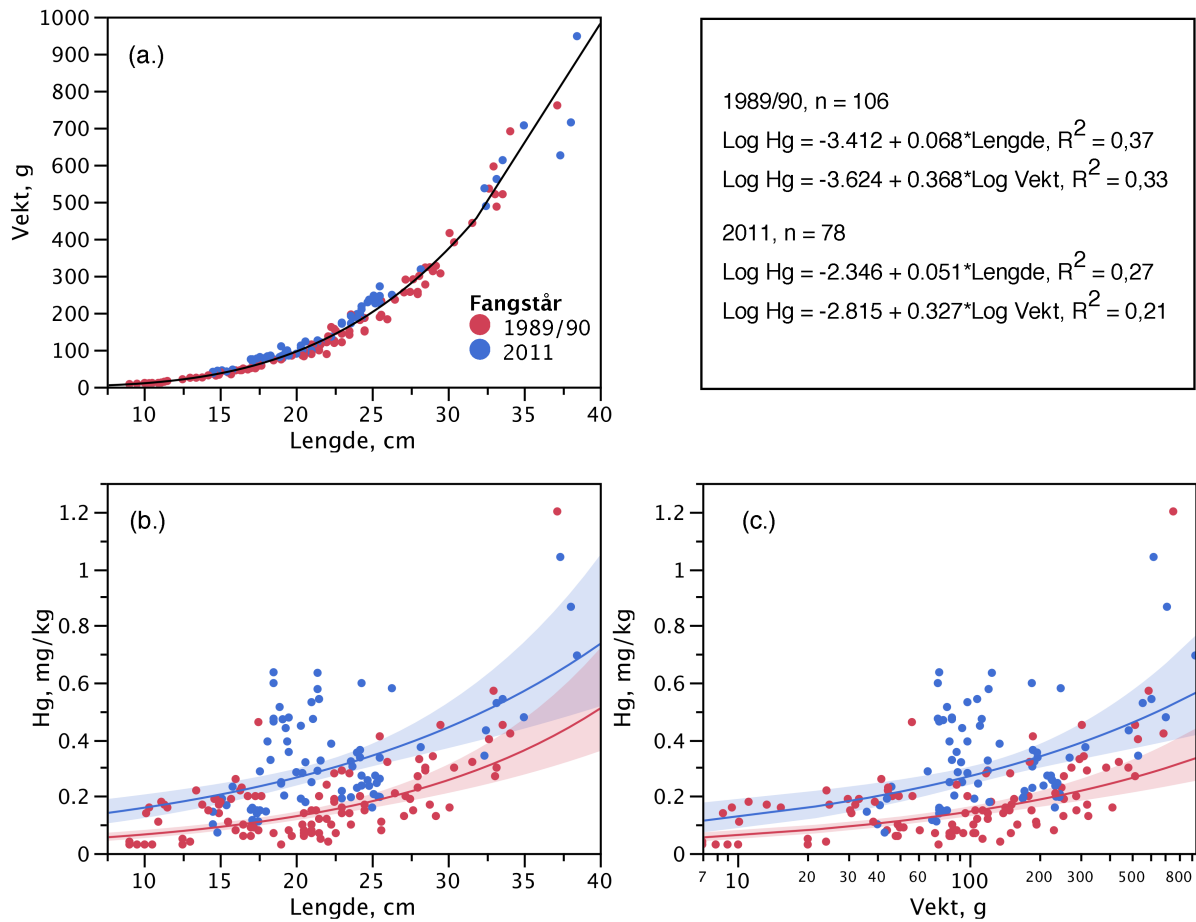 (a.)
1000
900
800
700
600
500
400
300
200
100
0
Vekt, g
10 15 20 25 30 35 40
Lengde, cm
Fangstår
1989/90
2011
1989/90, n = 106
Log Hg = -3.412 + 0.068*Lengde, R2 = 0,37
Log Hg = -3.624 + 0.368*Log Vekt, R2 = 0,33
2011, n = 78
Log Hg = -2.346 + 0.051*Lengde, R2 = 0,27
Log Hg = -2.815 + 0.327*Log Vekt, R2 = 0,21
(b.)
1.2
1
0.8
0.6
0.4
0.2
0
Hg, mg/kg
10 15 20 25 30 35 40
Lengde, cm
(c.)
1.2
1
0.8
0.6
0.4
0.2
0
Hg, mg/kg
7 10 20 30 40 60 100 200 300 500 800
Vekt, g